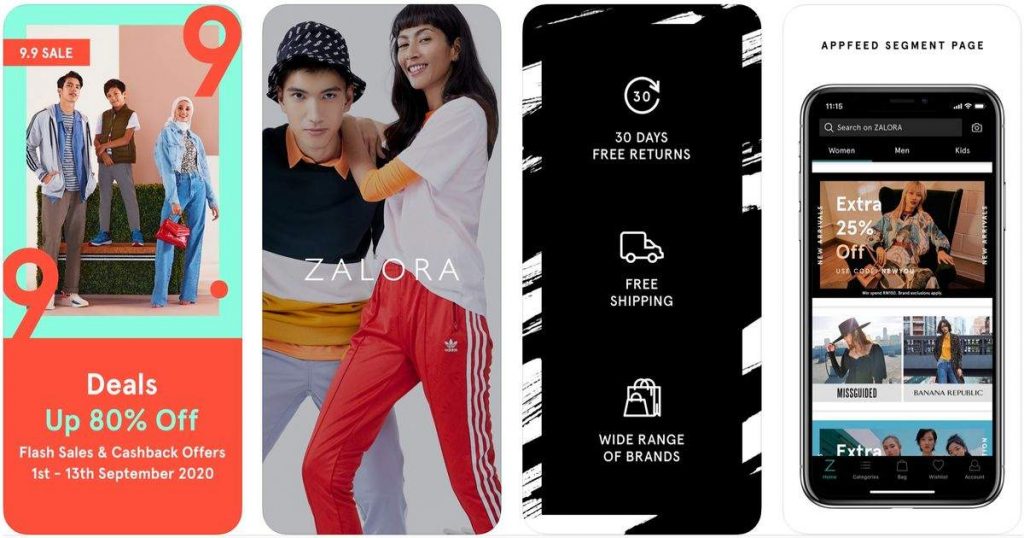 9.9 SALE
9
9.
Deals
Up 80% Off
Flash Sales & Cashback Offers
1st - 13th September 2020
ZALORA
adidas
30
30 DAYS
FREE RETURNS
FREE
SHIPPING
WIDE RANGE
OF BRANDS
APPFEED SEGMENT PAGE
11:15
Search on ZALORA
Women Men Kids
NEW ARRIVALS
Extra
25%
Off
USE CODE: NEWYOU
Min spend RM150. Brand exclusions apply.
NEW ARRIVALS
MISSGUIDED
BANANA REPUBLIC
Extra
Z
Home Categories Bag Wishlist Account